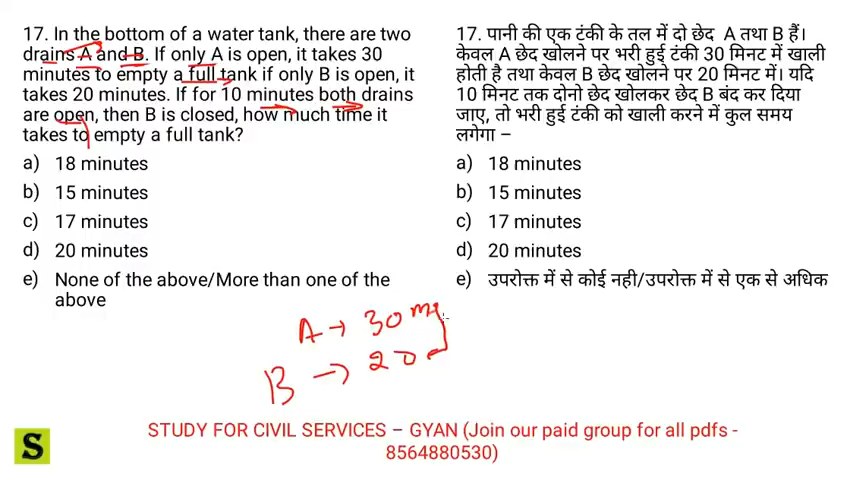 17. In the bottom of a water tank, there are two
drains A and B. If only A is open, it takes 30
minutes to empty a full tank if only B is open, it
takes 20 minutes. If for 10 minutes both drains
are open, then B is closed, how much time it
takes to empty a full tank?
a) 18 minutes
b) 15 minutes
c) 17 minutes
d) 20 minutes
e) None of the above/More than one of the
above
17. पानी की एक टंकी के तल में दो छेद A तथा B हैं।
केवल A छेद खोलने पर भरी हुई टंकी 30 मिनट में खाली
होती है तथा केवल B छेद खोलने पर 20 मिनट में। यदि
10 मिनट तक दोनो छेद खोलकर छेद B बंद कर दिया
जाए, तो भरी हुई टंकी को खाली करने में कुल समय
लगेगा –
a) 18 minutes
b) 15 minutes
c) 17 minutes
d) 20 minutes
e) उपरोक्त में से कोई नही/उपरोक्त में से एक से अधिक
A → 30
B → 20
S
STUDY FOR CIVIL SERVICES – GYAN (Join our paid group for all pdfs -
8564880530)